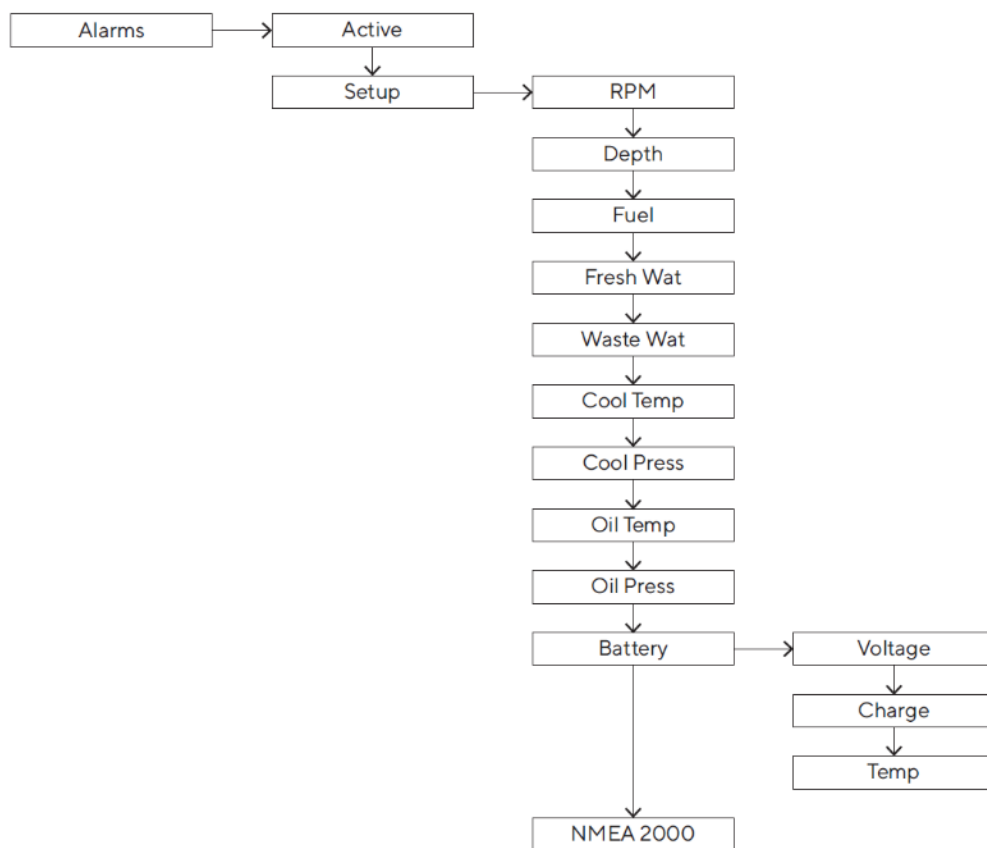 Alarms
Active
Setup
RPM
Depth
Fuel
Fresh Wat
Waste Wat
Cool Temp
Cool Press
Oil Temp
Oil Press
Battery
Voltage
Charge
Temp
NMEA 2000